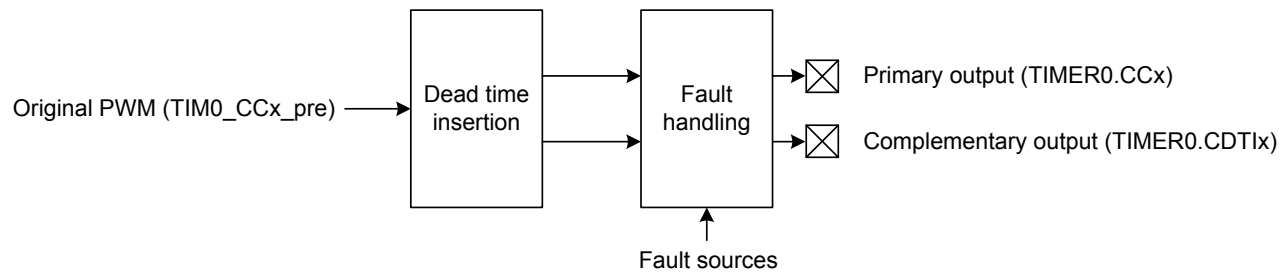 Original PWM (TIM0_CCx_pre)
Dead time
insertion
Fault
handling
Primary output (TIMER0.CCx)
Complementary output (TIMER0.CDTIx)
Fault sources